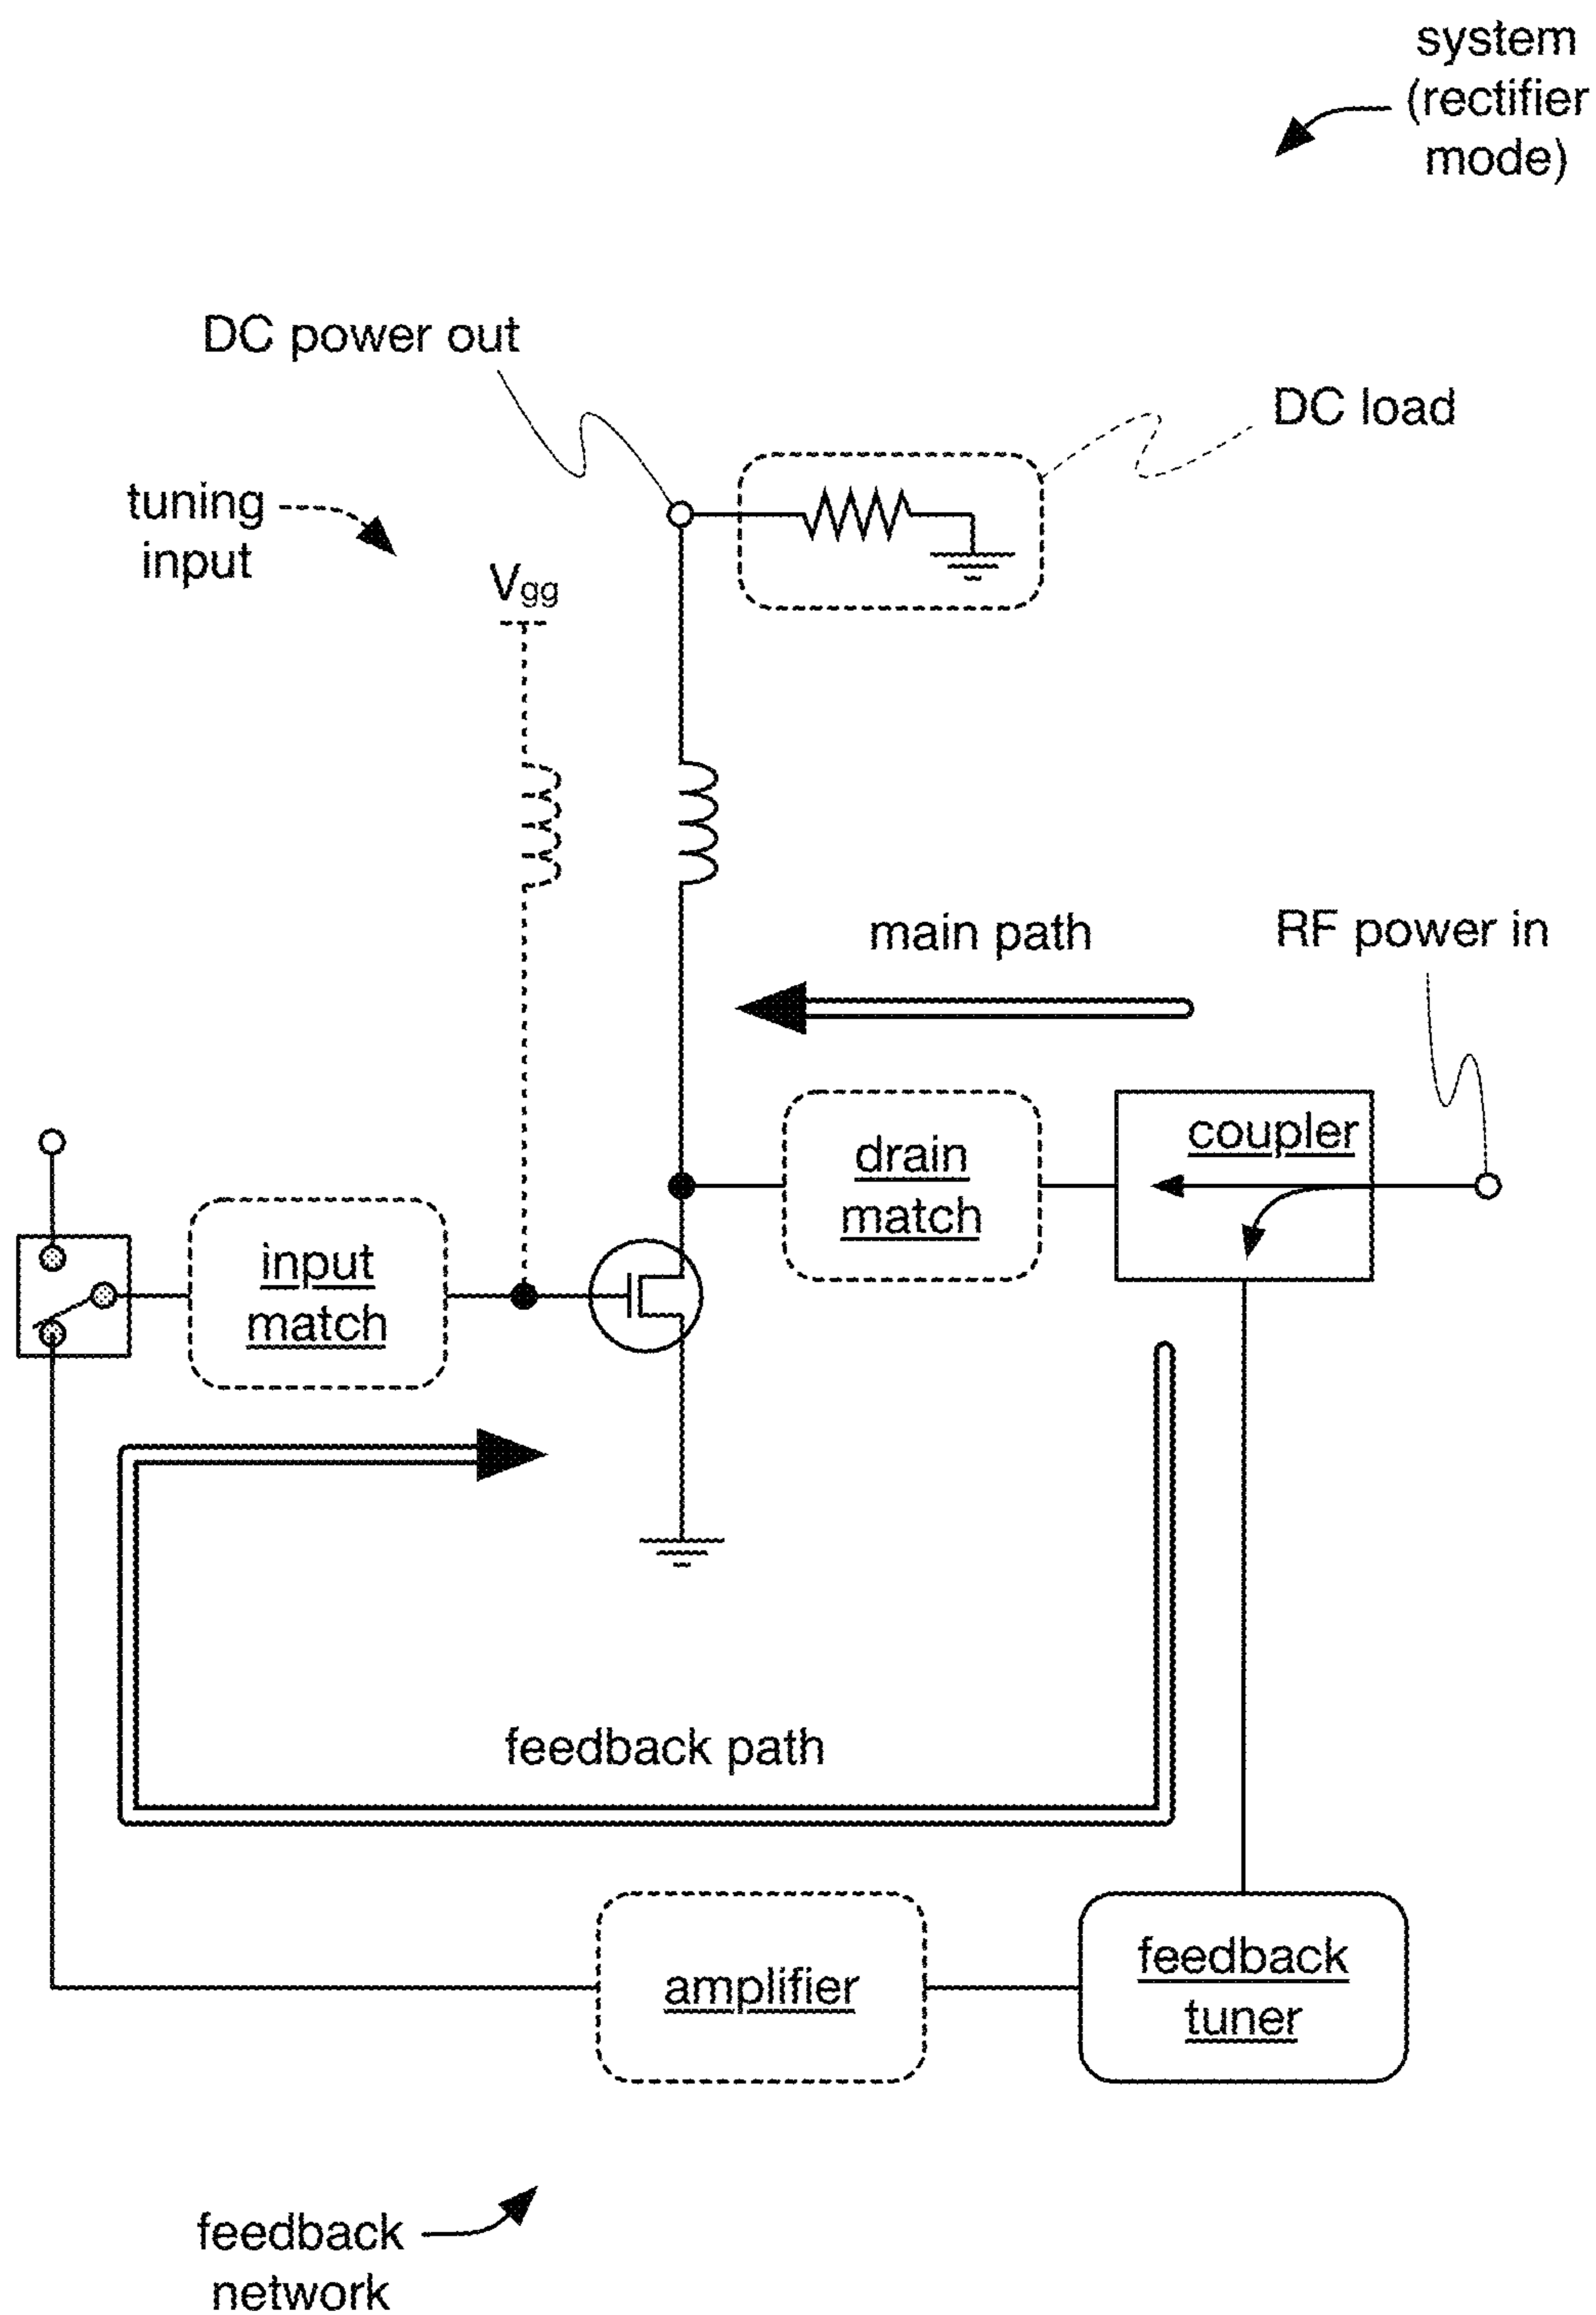 system
(rectifier
mode)
DC power out
DC load
tuning
input
Vgg
main path
RF power in
coupler
drain
match
input
match
feedback path
amplifier
feedback
tuner
feedback
network